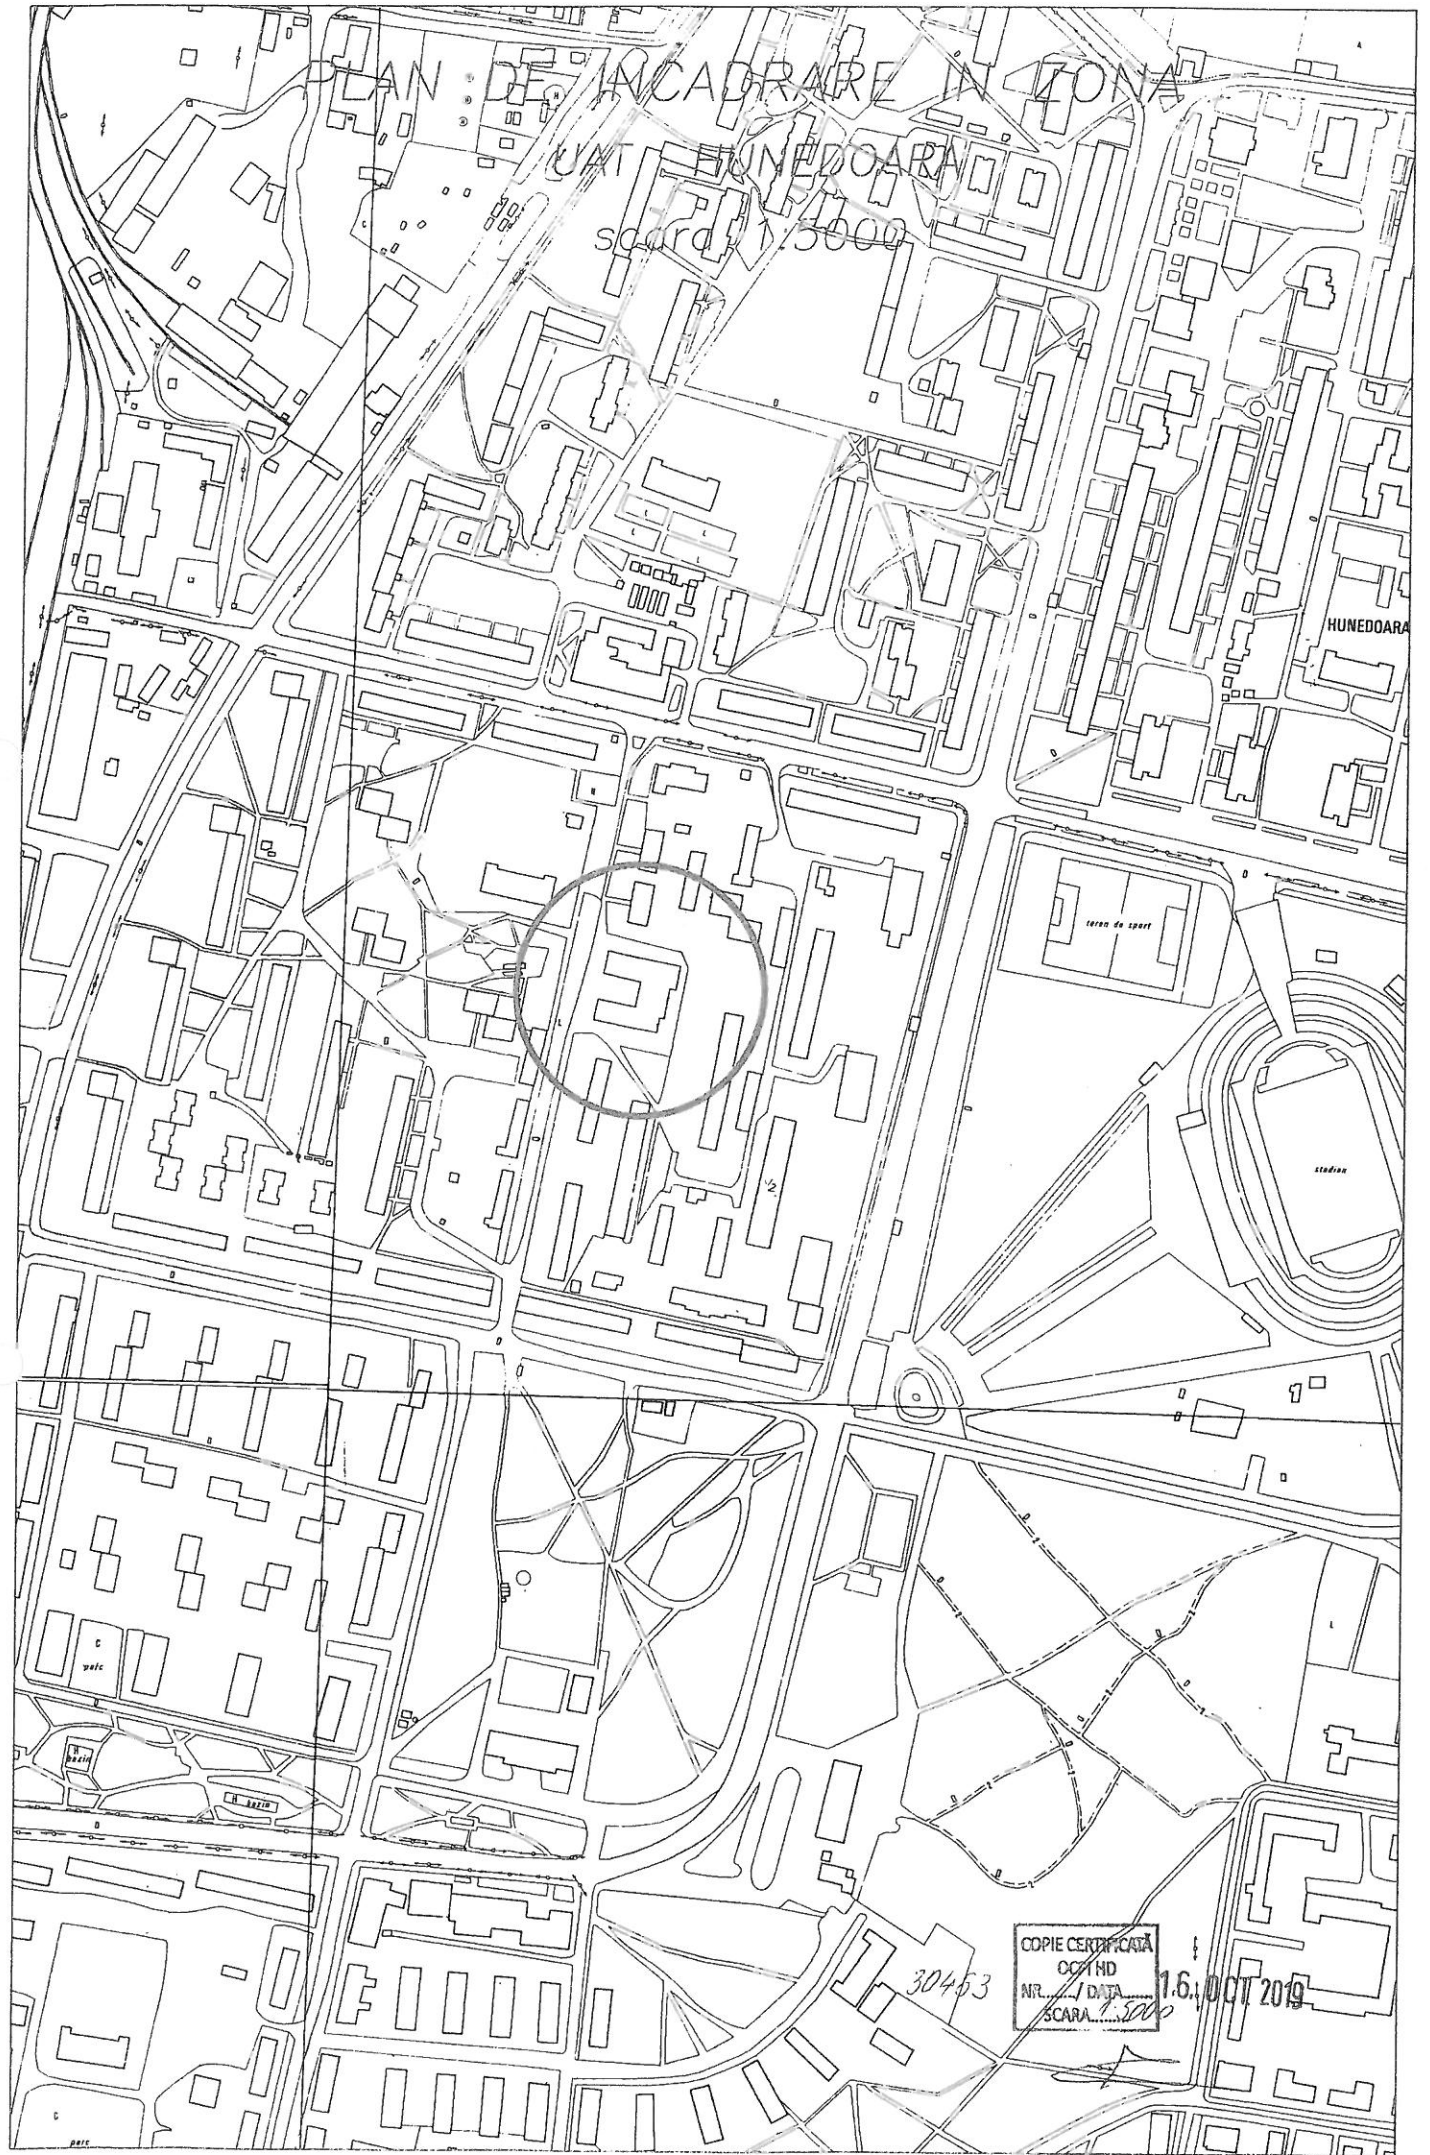 PLAN DE INCADRARE IN ZONA
UAT HUNEDOARA
scara 1:5000
HUNEDOARA
teren de sport
stadion
C
parc
H
bazin
H bazin
30453
COPIE CERTIFICATĂ
OCPI HD
NR......./ DATA.......
16. OCT. 2019
SCARA.......1:5000
C
parc